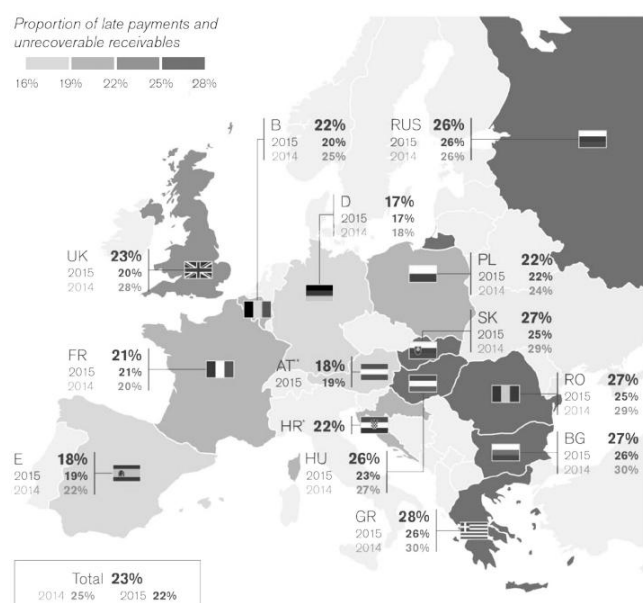 Proportion of late payments and
unrecoverable receivables
16% 19% 22% 25% 28%
B 22%
2015 20%
2014 25%
RUS 26%
2015 26%
2014 26%
D 17%
2015 17%
2014 18%
UK 23%
2015 20%
2014 28%
PL 22%
2015 22%
2014 24%
SK 27%
2015 25%
2014 29%
FR 21%
2015 21%
2014 20%
AT* 18%
2015 19%
RO 27%
2015 25%
2014 29%
HR* 22%
BG 27%
2015 26%
2014 30%
E 18%
2015 19%
2014 22%
HU 26%
2015 23%
2014 27%
GR 28%
2015 26%
2014 30%
Total 23%
2014 25% 2015 22%